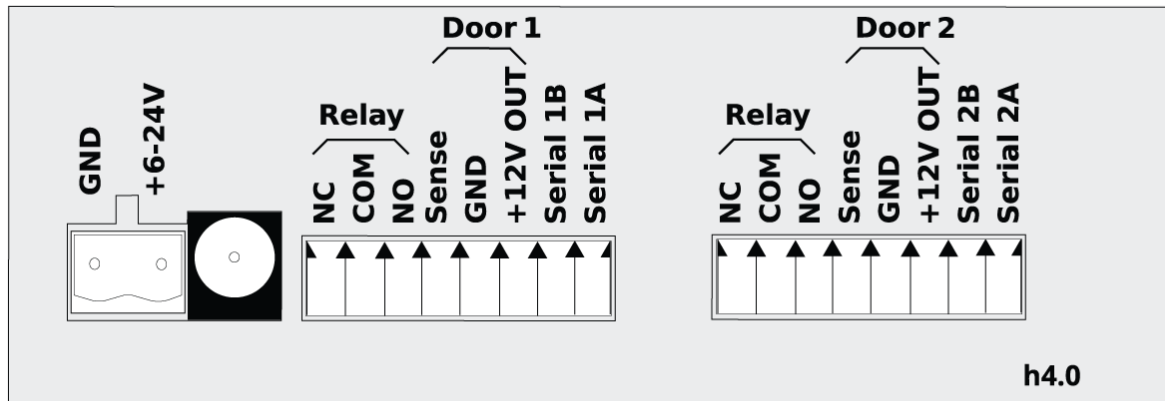 Door 1
Door 2
Relay
Relay
GND
+6-24V
NC
COM
NO
Sense
GND
+12V OUT
Serial 1B
Serial 1A
NC
COM
NO
Sense
GND
+12V OUT
Serial 2B
Serial 2A
h4.0